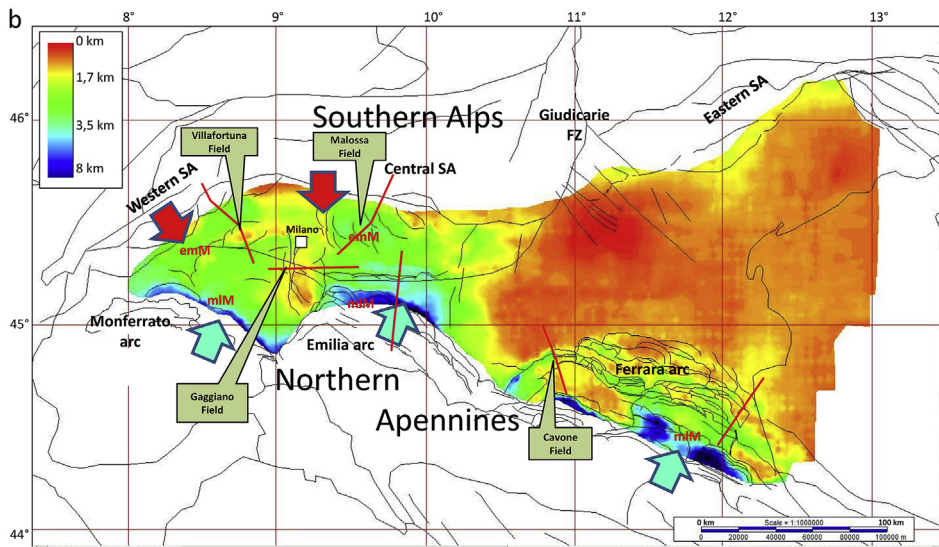 b
8°
9°
10°
11°
12°
13°
0 km
1,7 km
3,5 km
8 km
46°
45°
44°
Southern Alps
Giudicarie
FZ
Eastern SA
Villafortuna
Field
Malossa
Field
Central SA
Western SA
Milano
emM
emM
mlM
mlM
Monferrato
arc
Emilia arc
Northern
Apennines
Gaggiano
Field
Ferrara arc
Cavone
Field
mlM
0 km
Scale = 1:1000000
100 km
0
20000
40000
60000
80000
100000 m